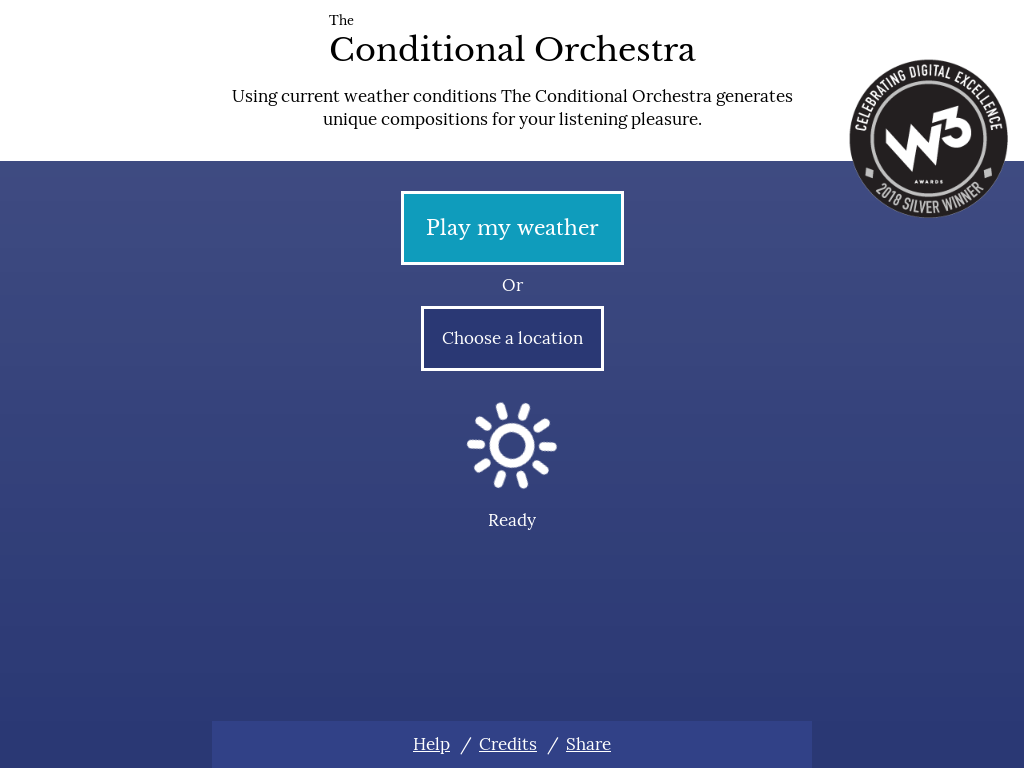 The
Conditional Orchestra
Using current weather conditions The Conditional Orchestra generates
unique compositions for your listening pleasure.
CELEBRATING DIGITAL EXCELLENCE
W3
AWARDS
2018 SILVER WINNER
Play my weather
Or
Choose a location
Ready
Help / Credits / Share